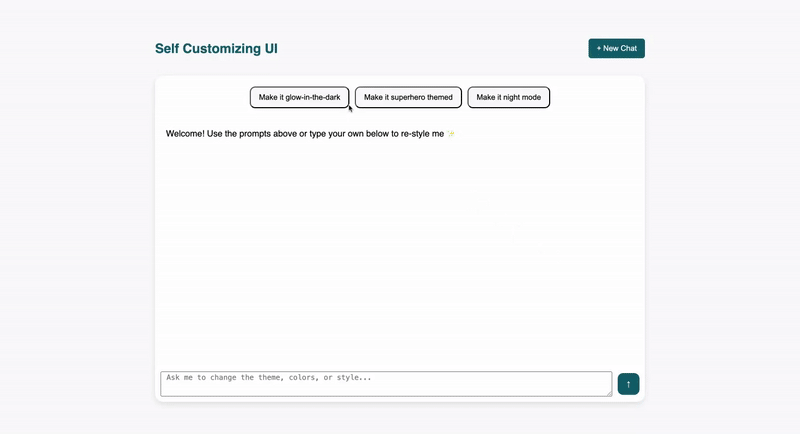 Self Customizing UI
+ New Chat
Make it glow-in-the-dark
Make it superhero themed
Make it night mode
Welcome! Use the prompts above or type your own below to re-style me ✨
Ask me to change the theme, colors, or style...
↑